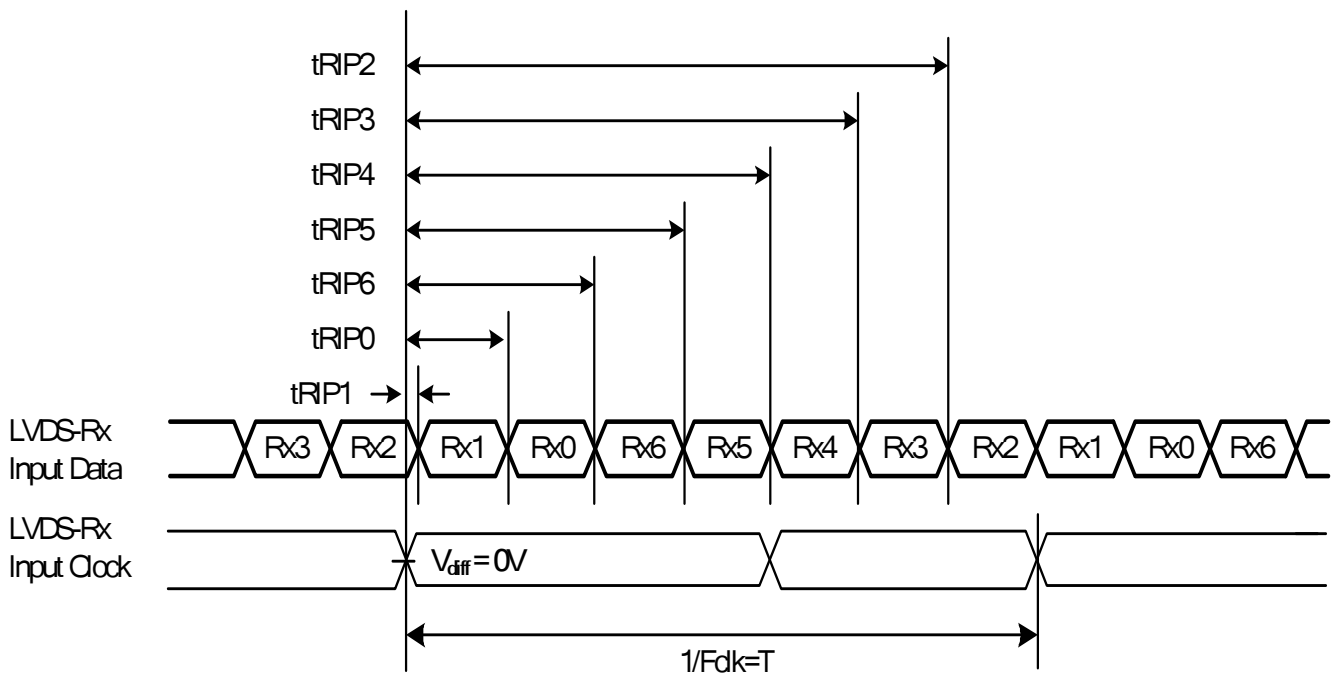 tRIP2
tRIP3
tRIP4
tRIP5
tRIP6
tRIP0
tRIP1
LVDS-Rx
Input Data
Rx3 Rx2 Rx1 Rx0 Rx6 Rx5 Rx4 Rx3 Rx2 Rx1 Rx0 Rx6
LVDS-Rx
Input Clock
Vdiff = 0V
1/Fclk=T